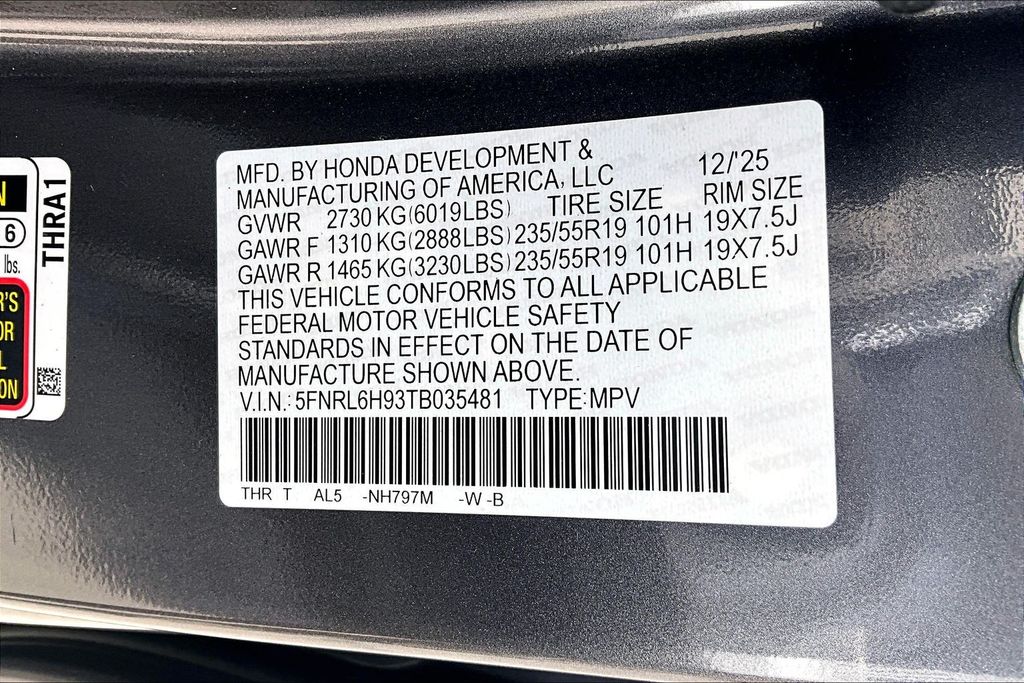 MFD. BY HONDA DEVELOPMENT &
MANUFACTURING OF AMERICA, LLC 12/'25
GVWR 2730 KG(6019LBS) TIRE SIZE RIM SIZE
GAWR F 1310 KG(2888LBS) 235/55R19 101H 19X7.5J
GAWR R 1465 KG(3230LBS) 235/55R19 101H 19X7.5J
THIS VEHICLE CONFORMS TO ALL APPLICABLE
FEDERAL MOTOR VEHICLE SAFETY
STANDARDS IN EFFECT ON THE DATE OF
MANUFACTURE SHOWN ABOVE.
V.I.N.: 5FNRL6H93TB035481 TYPE:MPV
THR T AL5 -NH797M -W -B
THRA1
6
lbs.